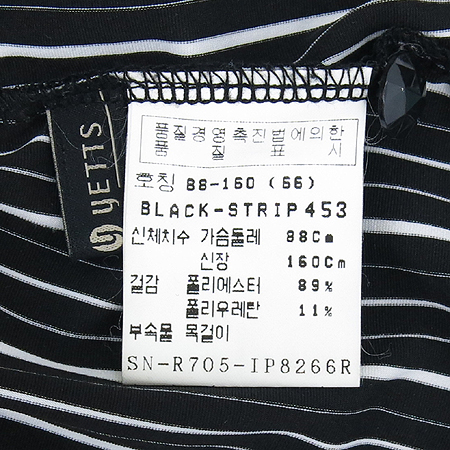 YETTS
품질경영촉진법에의한
품 질 표 시
호칭 88-160 (66)
BLACK-STRIP453
신체치수 가슴둘레 88Cm
신장 160Cm
겉감 폴리에스터 89%
폴리우레탄 11%
부속물 목걸이
SN-R705-IP8266R